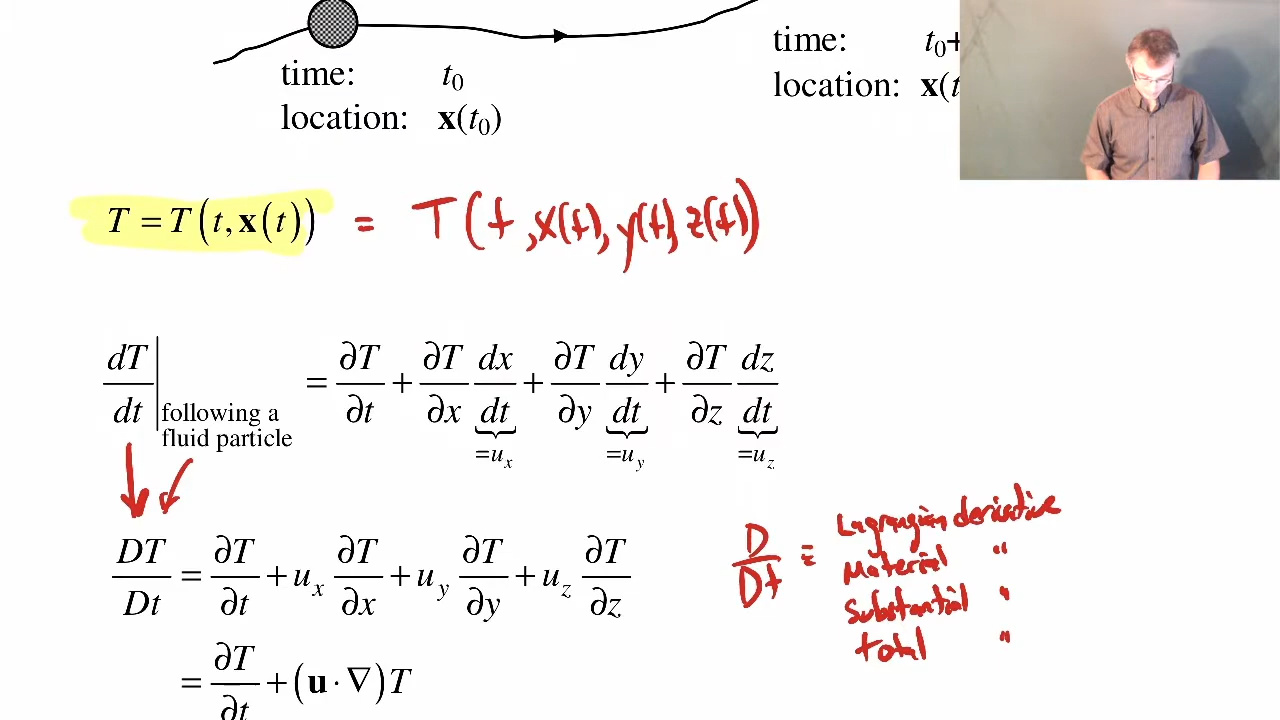 time: t₀
location: x(t₀)
time: t₀+
location: x(t
T = T(t, x(t)) = T(t, x(t), y(t), z(t))
dT/dt | following a fluid particle = ∂T/∂t + ∂T/∂x dx/dt + ∂T/∂y dy/dt + ∂T/∂z dz/dt
=uₓ =u_y =u_z
DT/Dt = ∂T/∂t + uₓ ∂T/∂x + u_y ∂T/∂y + u_z ∂T/∂z
= ∂T/∂t + (u · ∇)T
D/Dt ≡ Lagrangian derivative
Material "
Substantial "
total "